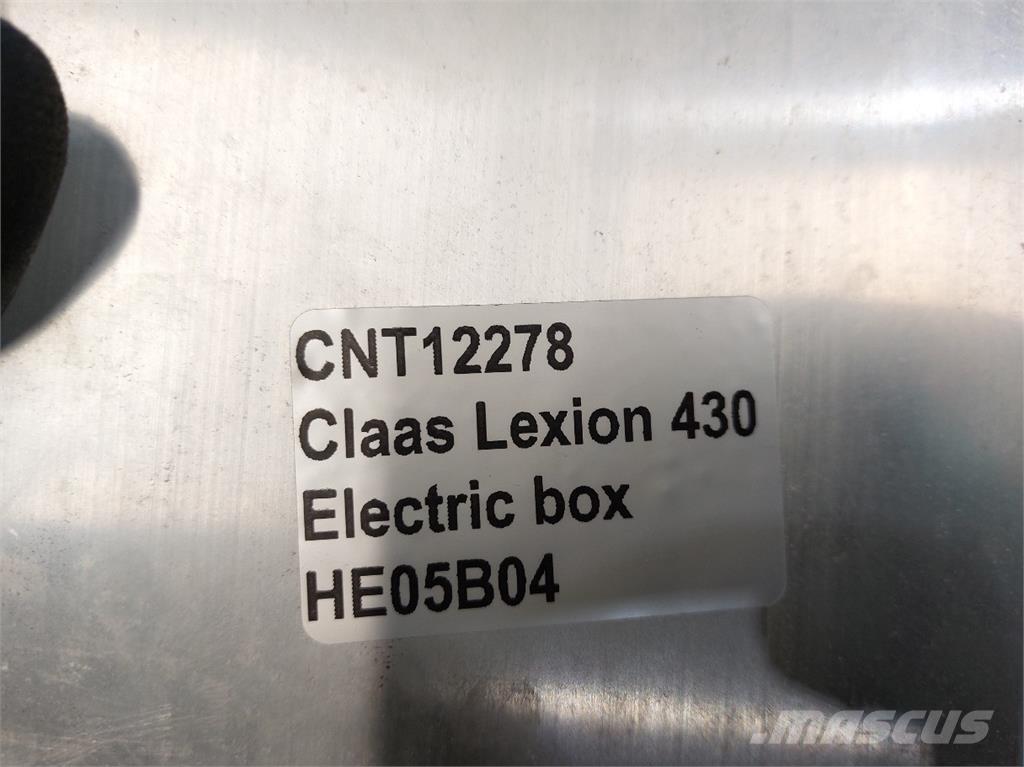 CNT12278
Claas Lexion 430
Electric box
HE05B04
MASCUS